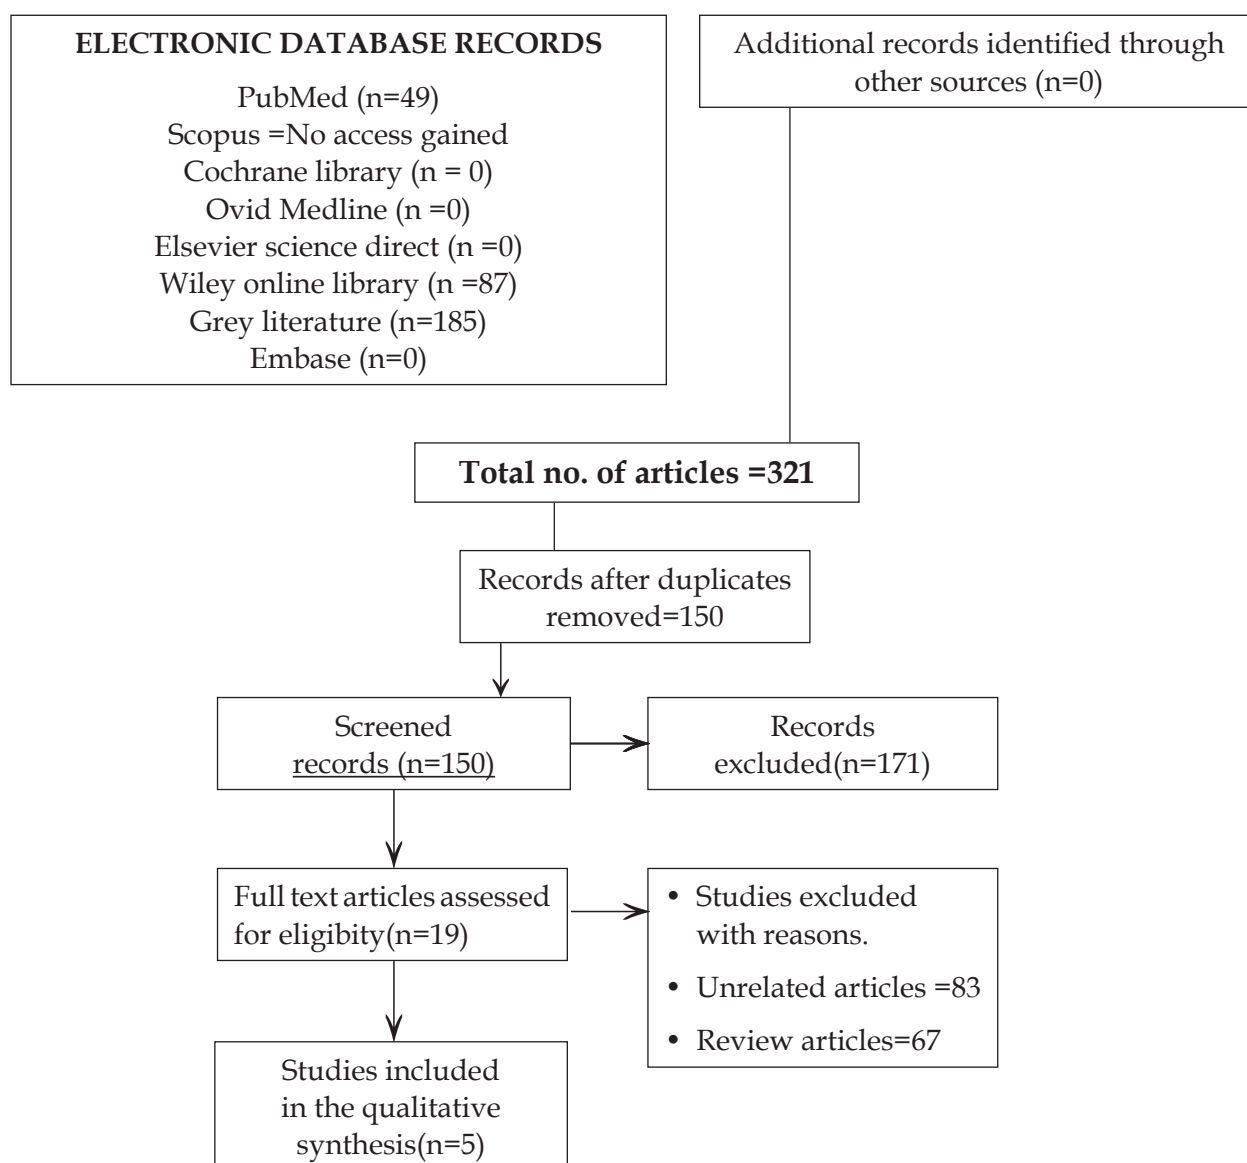 ELECTRONIC DATABASE RECORDS
PubMed (n=49)
Scopus =No access gained
Cochrane library (n = 0)
Ovid Medline (n =0)
Elsevier science direct (n =0)
Wiley online library (n =87)
Grey literature (n=185)
Embase (n=0)
Additional records identified through
other sources (n=0)
Total no. of articles =321
Records after duplicates
removed=150
Screened
records (n=150)
Records
excluded(n=171)
Full text articles assessed
for eligibity(n=19)
• Studies excluded
with reasons.
• Unrelated articles =83
• Review articles=67
Studies included
in the qualitative
synthesis(n=5)